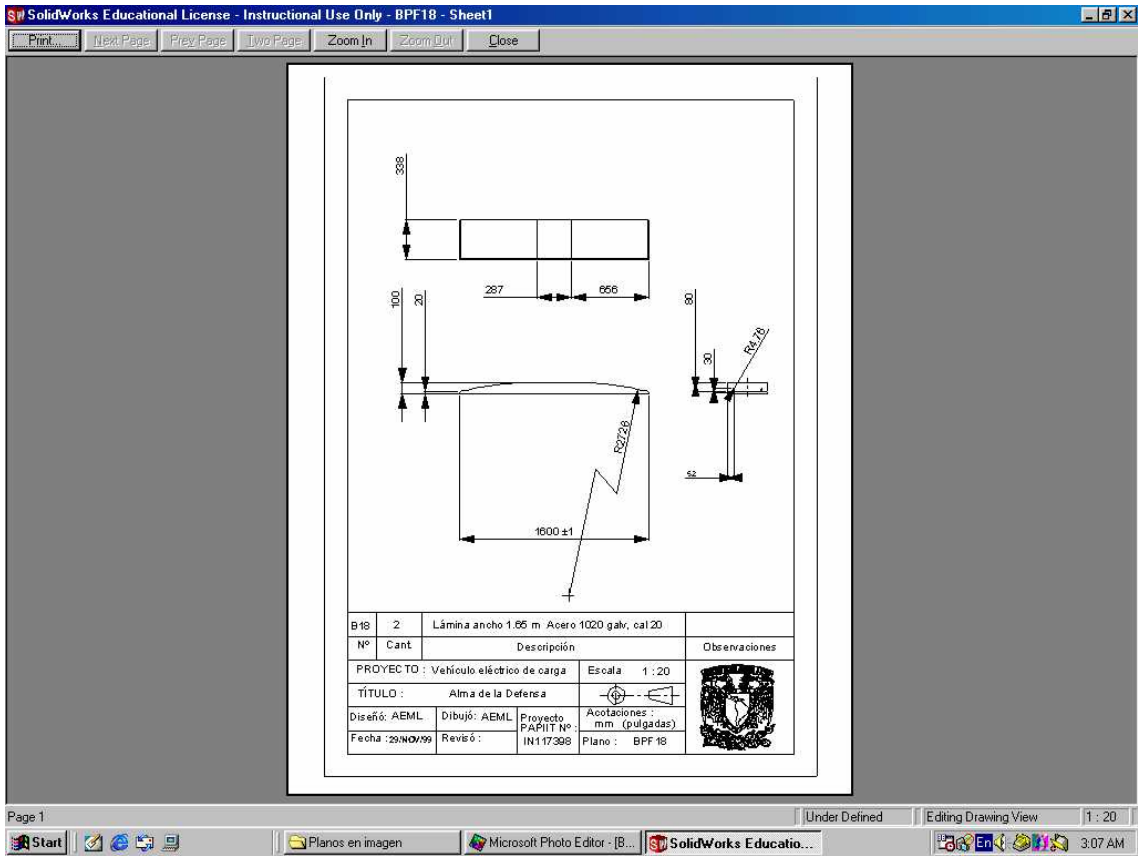 SolidWorks Educational License - Instructional Use Only - BPF18 - Sheet1
Print... Next Page Prev Page Two Page Zoom In Zoom Out Close
338
287 656
100 20 80
30 R4.76
R2728
52
1600 ±1
B18 2 Lámina ancho 1.65 m Acero 1020 galv, cal 20
Nº Cant. Descripción Observaciones
PROYECTO : Vehículo eléctrico de carga Escala 1 : 20
TÍTULO : Alma de la Defensa
Diseñó: AEML Dibujó: AEML Proyecto PAPIIT Nº : IN117398 Acotaciones : mm (pulgadas)
Fecha : 29/NOV/99 Revisó : Plano : BPF 18
Page 1 Under Defined Editing Drawing View 1 : 20
Start Planos en imagen Microsoft Photo Editor - [B... SolidWorks Educatio... En 3:07 AM